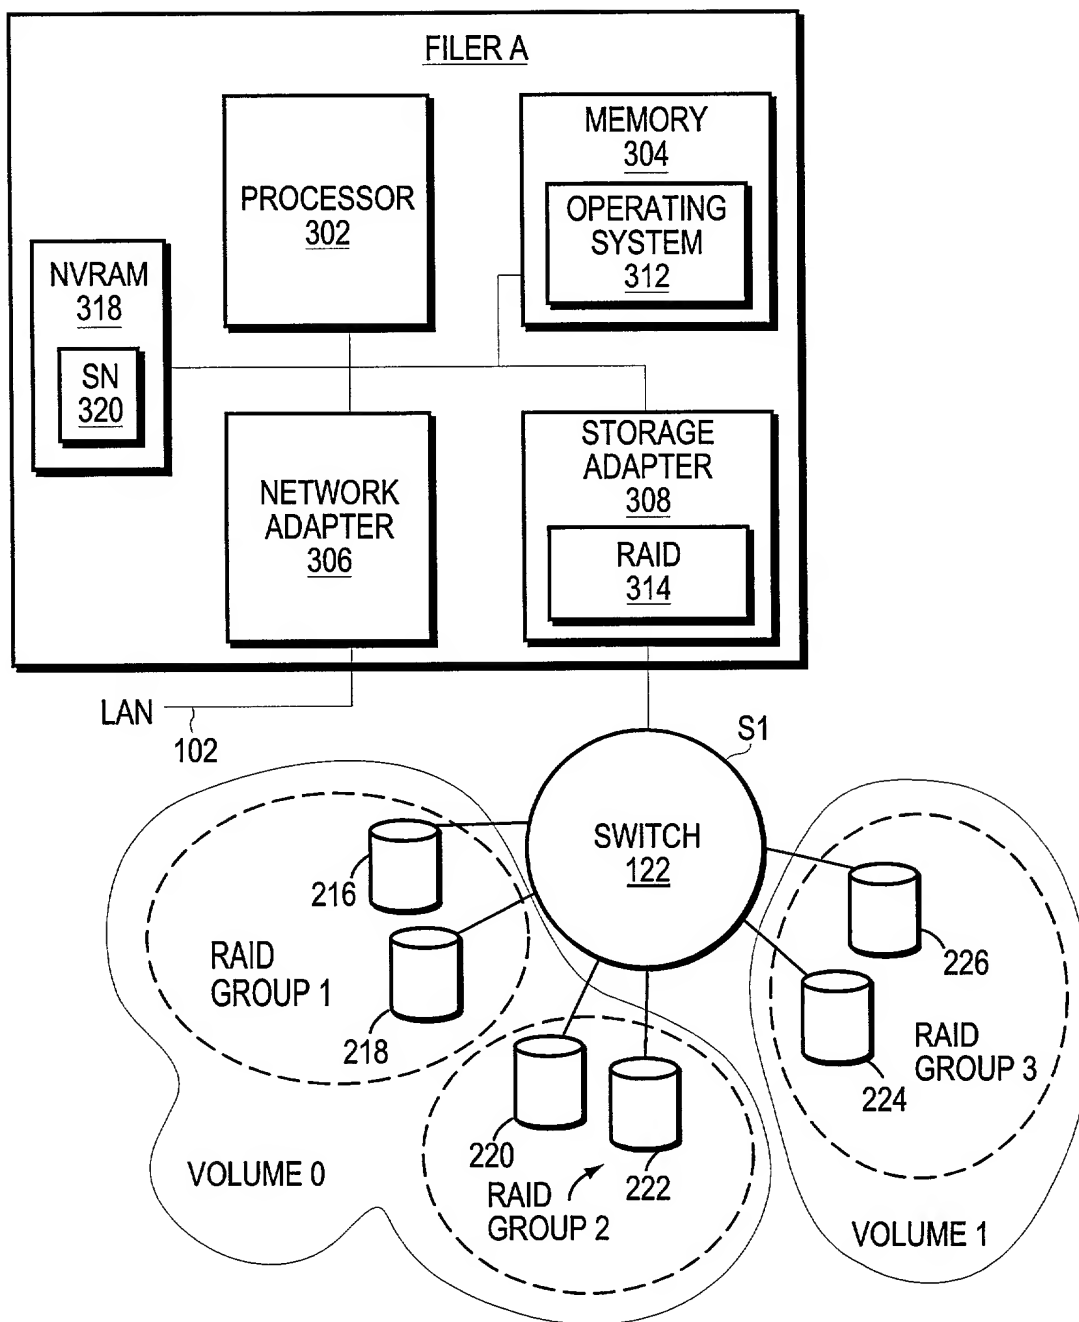 FILER A
PROCESSOR
302
MEMORY
304
OPERATING
SYSTEM
312
NVRAM
318
SN
320
NETWORK
ADAPTER
306
STORAGE
ADAPTER
308
RAID
314
LAN
102
S1
SWITCH
122
216
RAID
GROUP 1
218
226
224
RAID
GROUP 3
220
222
RAID
GROUP 2
VOLUME 0
VOLUME 1